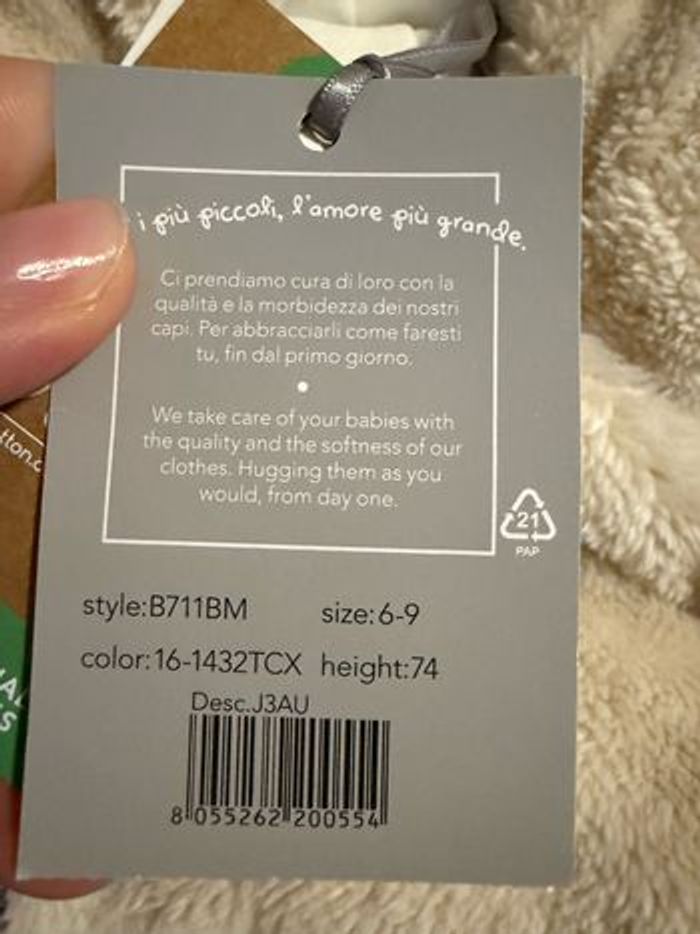 i più piccoli, l'amore più grande.
Ci prendiamo cura di loro con la
qualità e la morbidezza dei nostri
capi. Per abbracciarli come faresti
tu, fin dal primo giorno.
We take care of your babies with
the quality and the softness of our
clothes. Hugging them as you
would, from day one.
21
PAP
style:B711BM size:6-9
color:16-1432TCX height:74
Desc.J3AU
8 055262 200554